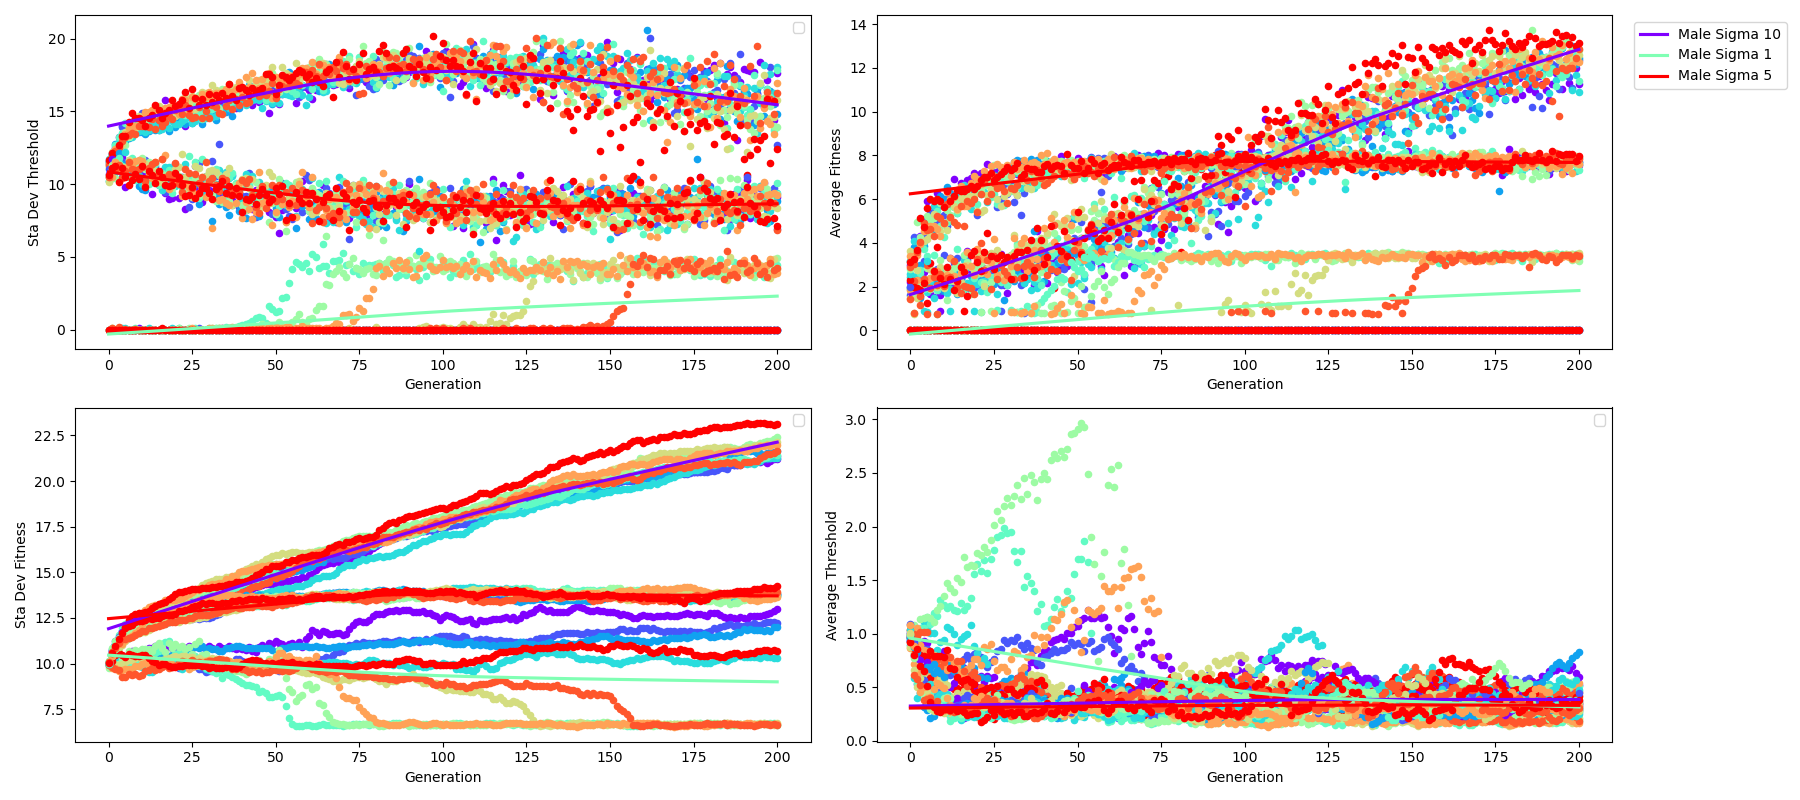 Sta Dev Threshold
20
15
10
5
0
0 25 50 75 100 125 150 175 200
Generation
Average Fitness
14
12
10
8
6
4
2
0
0 25 50 75 100 125 150 175 200
Generation
Male Sigma 10
Male Sigma 1
Male Sigma 5
Sta Dev Fitness
22.5
20.0
17.5
15.0
12.5
10.0
7.5
0 25 50 75 100 125 150 175 200
Generation
Average Threshold
3.0
2.5
2.0
1.5
1.0
0.5
0.0
0 25 50 75 100 125 150 175 200
Generation